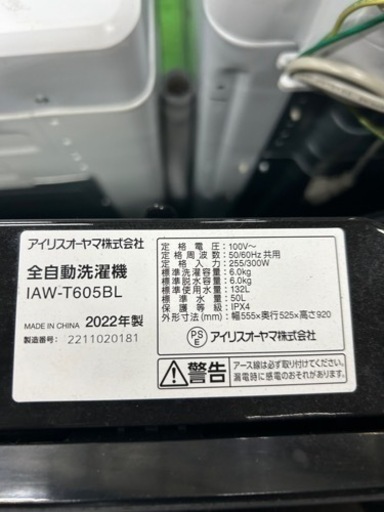 アイリスオーヤマ株式会社
全自動洗濯機
IAW-T605BL
MADE IN CHINA 2022年製
製造番号: 2211020181
定格電圧: 100V～
定格周波数: 50/60Hz 共用
定格入力: 255/300W
標準洗濯容量: 6.0kg
標準脱水容量: 6.0kg
標準使用水量: 132L
標準水量: 50L
保護等級: IPX4
外形寸法(mm): 幅555×奥行525×高さ920
PS
E アイリスオーヤマ株式会社
警告 アース線は必ず取り付けてください。
漏電時に感電のおそれがあります。